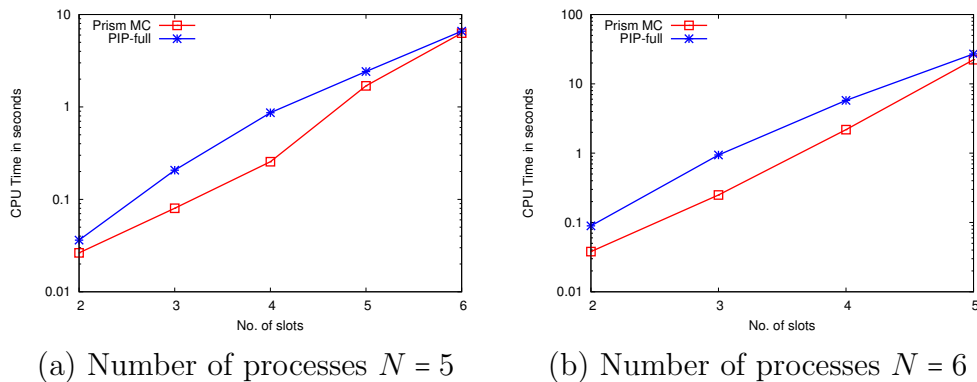 10
Prism MC
PIP-full
1
0.1
0.01
CPU Time in seconds
2 3 4 5 6
No. of slots
(a) Number of processes N = 5
100
Prism MC
PIP-full
10
1
0.1
0.01
CPU Time in seconds
2 3 4 5
No. of slots
(b) Number of processes N = 6